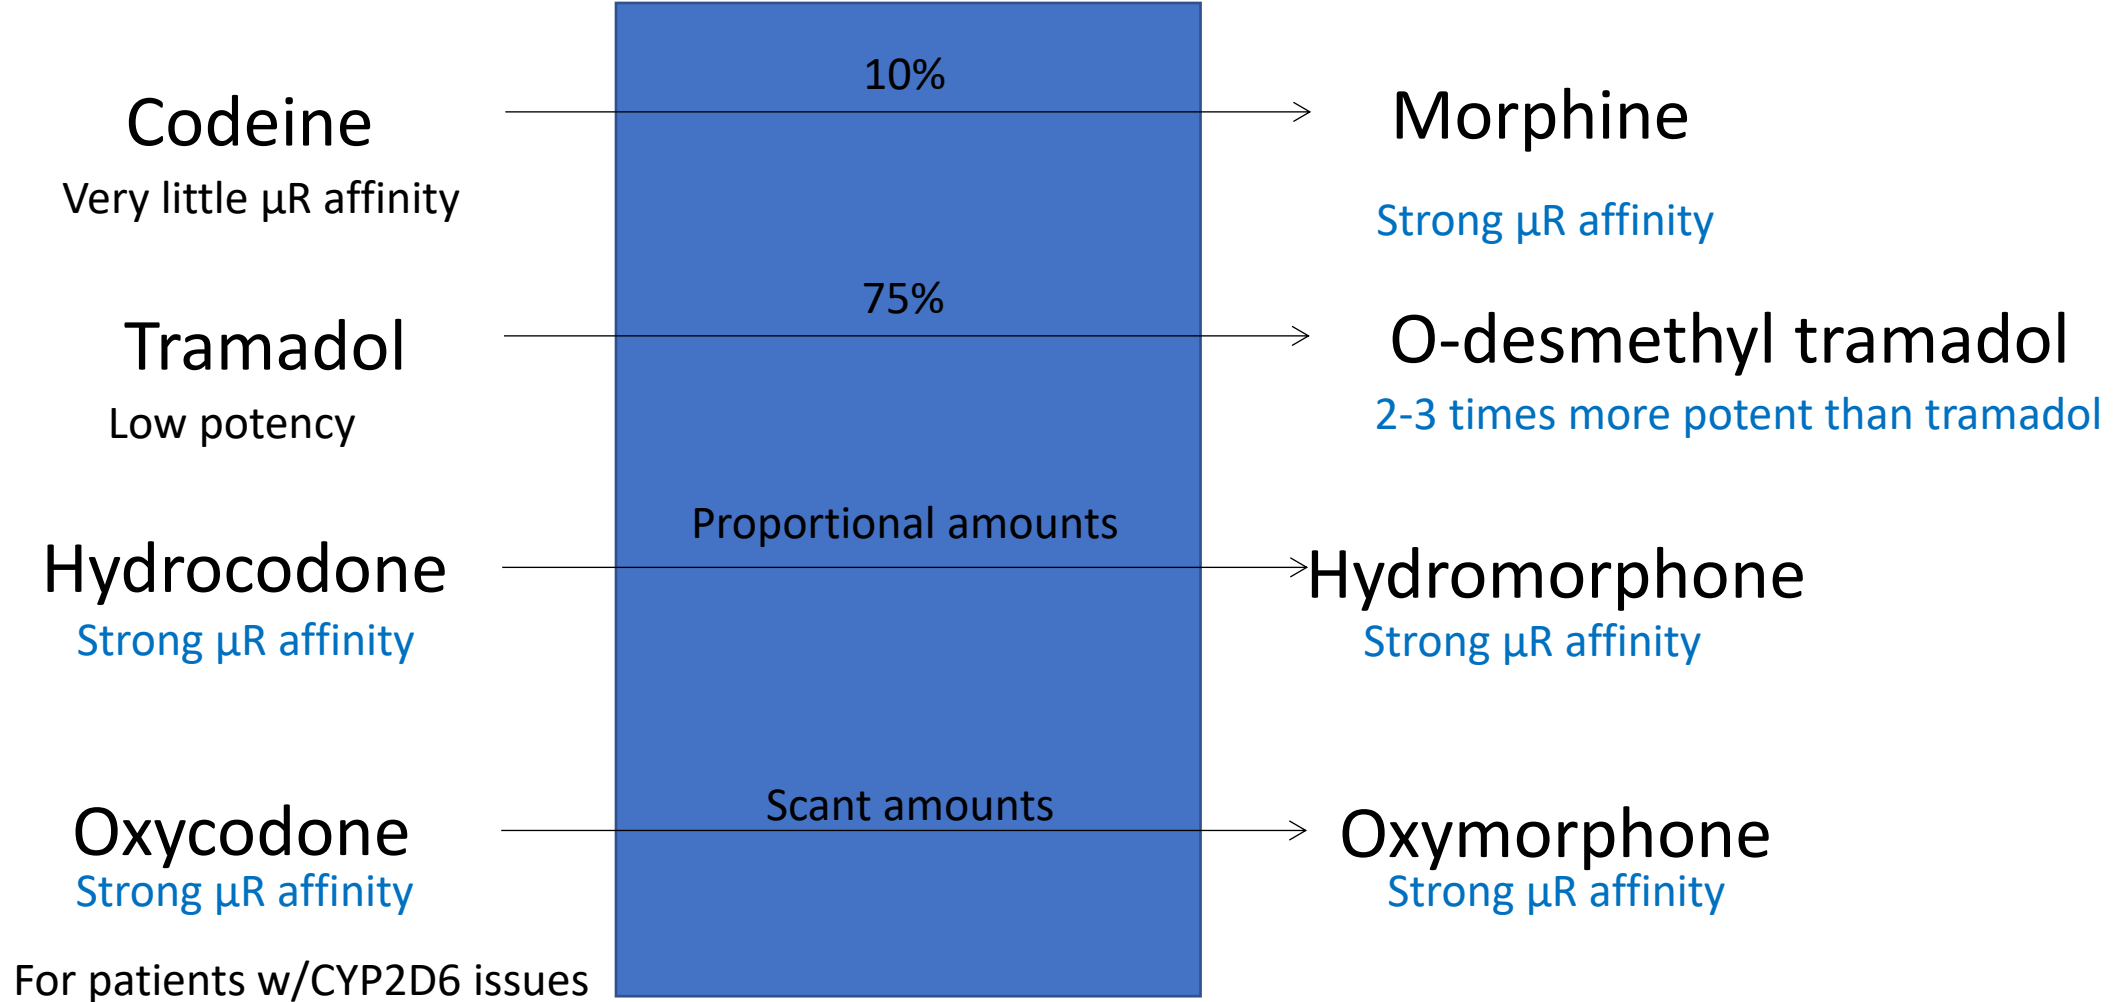 10%
Codeine
Morphine
Very little µR affinity
Strong µR affinity
75%
Tramadol
O-desmethyl tramadol
Low potency
2-3 times more potent than tramadol
Proportional amounts
Hydrocodone
Hydromorphone
Strong µR affinity
Strong µR affinity
Scant amounts
Oxycodone
Oxymorphone
Strong µR affinity
Strong µR affinity
For patients w/CYP2D6 issues